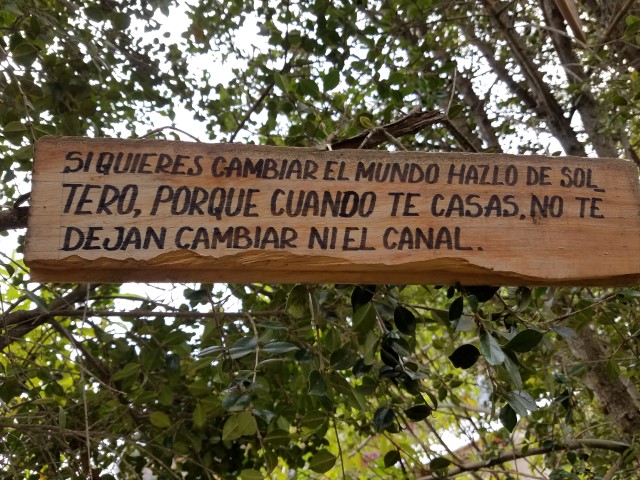 SI QUIERES CAMBIAR EL MUNDO HAZLO DE SOL_
TERO, PORQUE CUANDO TE CASAS, NO TE
DEJAN CAMBIAR NI EL CANAL.